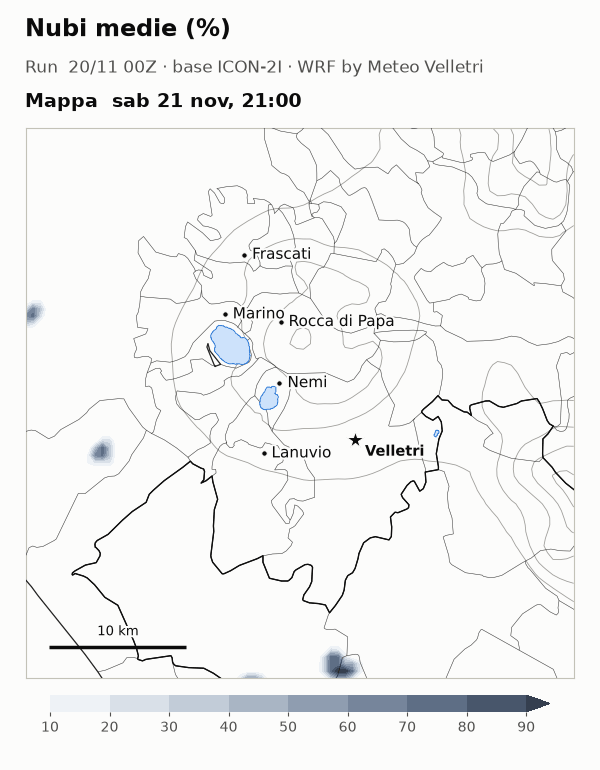 Nubi medie (%)
Run  20/11 00Z · base ICON-2I · WRF by Meteo Velletri
Mappa  sab 21 nov, 21:00
Frascati
Marino
Rocca di Papa
Nemi
Lanuvio
Velletri
10 km
10 20 30 40 50 60 70 80 90